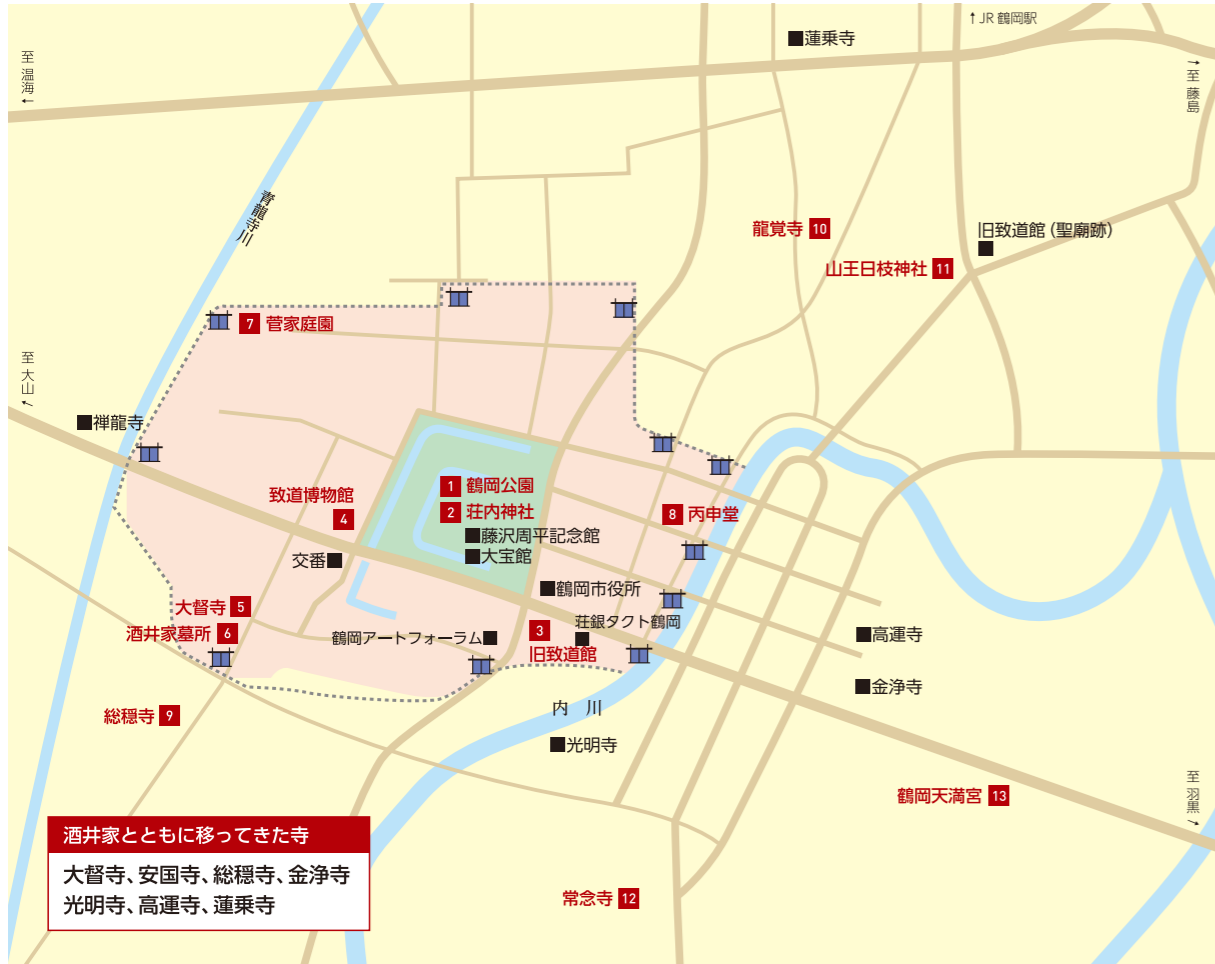 ↑JR 鶴岡駅
■蓮乗寺
至 温海 ←
→ 至 藤島
青龍寺川
龍覚寺 10
旧致道館(聖廟跡)
■
山王日枝神社 11
7 菅家庭園
至 大山 ←
■禅龍寺
1 鶴岡公園
致道博物館
4
2 荘内神社
8 丙申堂
■藤沢周平記念館
■大宝館
交番■
■鶴岡市役所
大督寺 5
荘銀タクト鶴岡
■
酒井家墓所 6
鶴岡アートフォーラム■
3
旧致道館
■高運寺
■金浄寺
総穏寺 9
内 川
■光明寺
至 羽黒 →
鶴岡天満宮 13
酒井家とともに移ってきた寺
大督寺、安国寺、総穏寺、金浄寺
光明寺、高運寺、蓮乗寺
常念寺 12